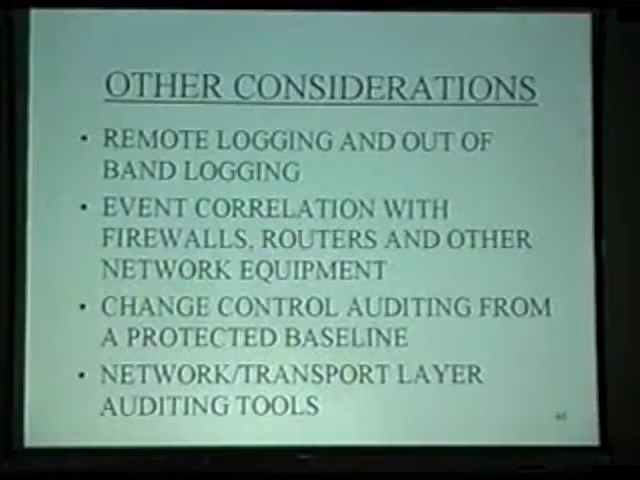 OTHER CONSIDERATIONS
• REMOTE LOGGING AND OUT OF
BAND LOGGING
• EVENT CORRELATION WITH
FIREWALLS, ROUTERS AND OTHER
NETWORK EQUIPMENT
• CHANGE CONTROL AUDITING FROM
A PROTECTED BASELINE
• NETWORK/TRANSPORT LAYER
AUDITING TOOLS